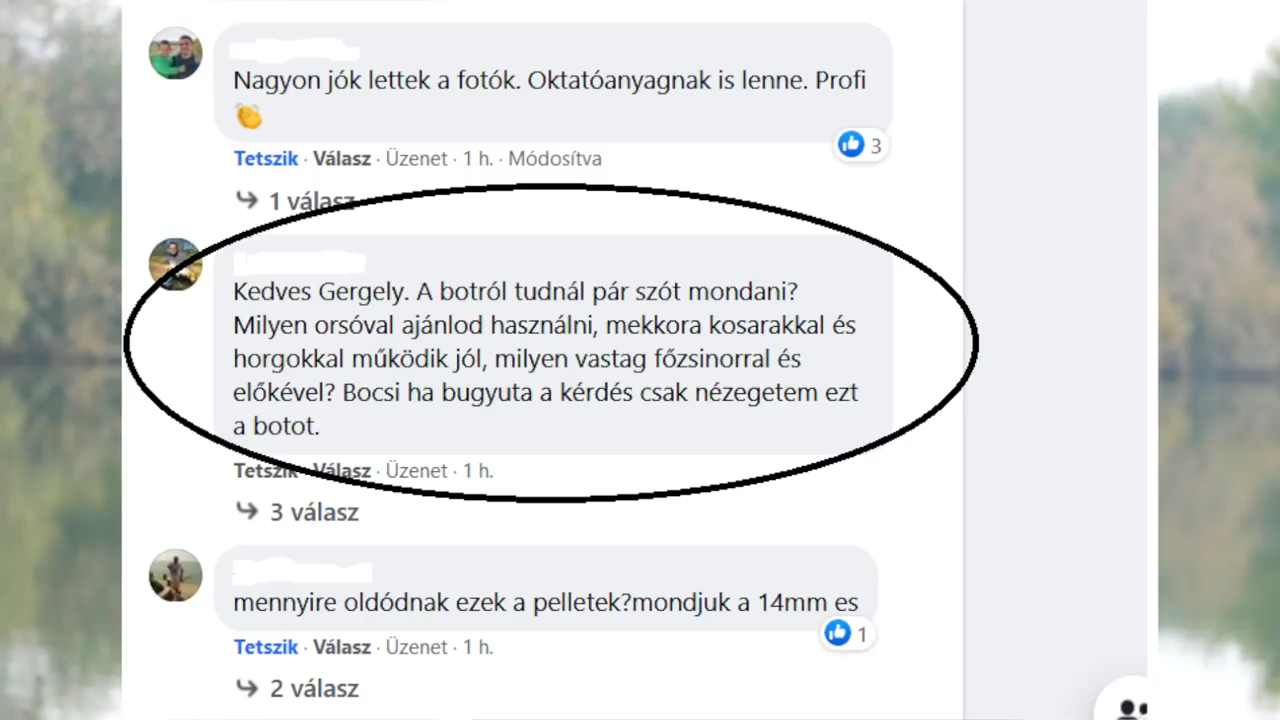 Nagyon jók lettek a fotók. Oktatóanyagnak is lenne. Profi
👏
3
Tetszik · Válasz · Üzenet · 1 h. · Módosítva
1 válasz
Kedves Gergely. A botról tudnál pár szót mondani?
Milyen orsóval ajánlod használni, mekkora kosarakkal és
horgokkal működik jól, milyen vastag főzsinorral és
előkével? Bocsi ha bugyuta a kérdés csak nézegetem ezt
a botot.
Tetszik · Válasz · Üzenet · 1 h.
3 válasz
mennyire oldódnak ezek a pelletek?mondjuk a 14mm es
1
Tetszik · Válasz · Üzenet · 1 h.
2 válasz